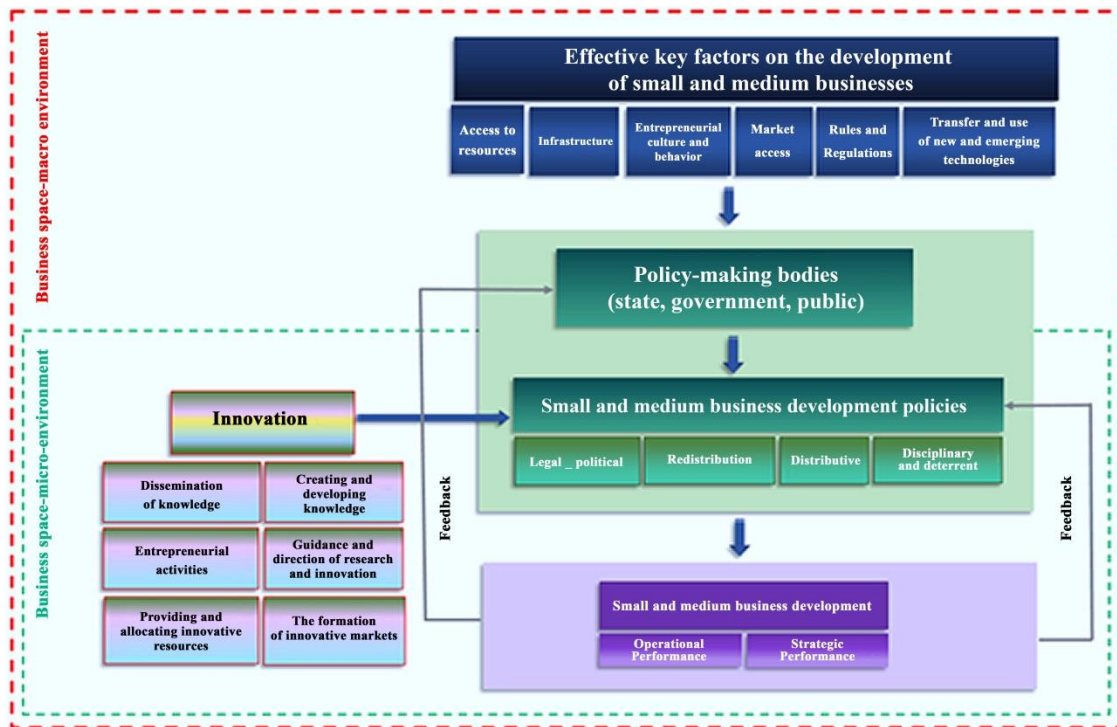 Business space-macro environment
Effective key factors on the development
of small and medium businesses
Access to
resources
Infrastructure
Entrepreneurial
culture and
behavior
Market
access
Rules and
Regulations
Transfer and use
of new and emerging
technologies
Policy-making bodies
(state, government, public)
Business space-micro-environment
Innovation
Small and medium business development policies
Legal _ political
Redistribution
Distributive
Disciplinary
and deterrent
Dissemination
of knowledge
Creating and
developing
knowledge
Entrepreneurial
activities
Guidance and
direction of research
and innovation
Providing and
allocating innovative
resources
The formation
of innovative markets
Feedback
Feedback
Small and medium business development
Operational
Performance
Strategic
Performance